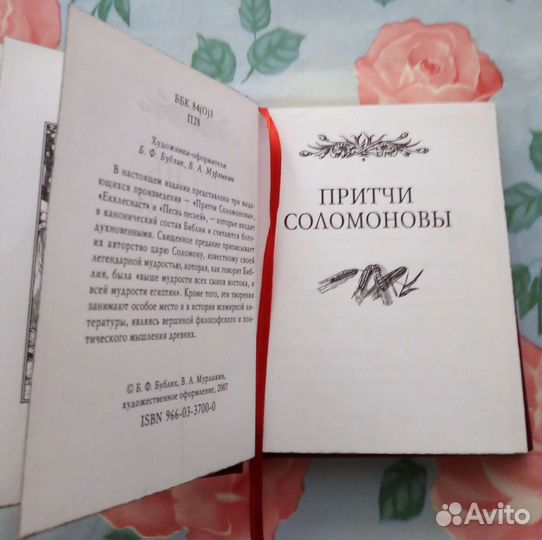 ББК 84(О)3
П28
Художники-оформители
Б. Ф. Бублик, В. А. Мурлыкин
В настоящем издании представлены три выда-
ющихся произведения — «Притчи Соломоновы»,
«Екклесиаст» и «Песнь песней», — которые входят
в канонический состав Библии и считаются бого-
духновенными. Священное предание приписывает
их авторство царю Соломону, известному своей
легендарной мудростью, которая, как говорит Биб-
лия, была «выше мудрости всех сынов востока, и
всей мудрости египтян». Кроме того, эти творения
занимают особое место и в истории всемирной ли-
тературы, являясь вершиной философского и поэ-
тического мышления древних.
© Б. Ф. Бублик, В. А. Мурлыкин,
художественное оформление, 2007
ISBN 966-03-3700-0
ПРИТЧИ
СОЛОМОНОВЫ
Avito